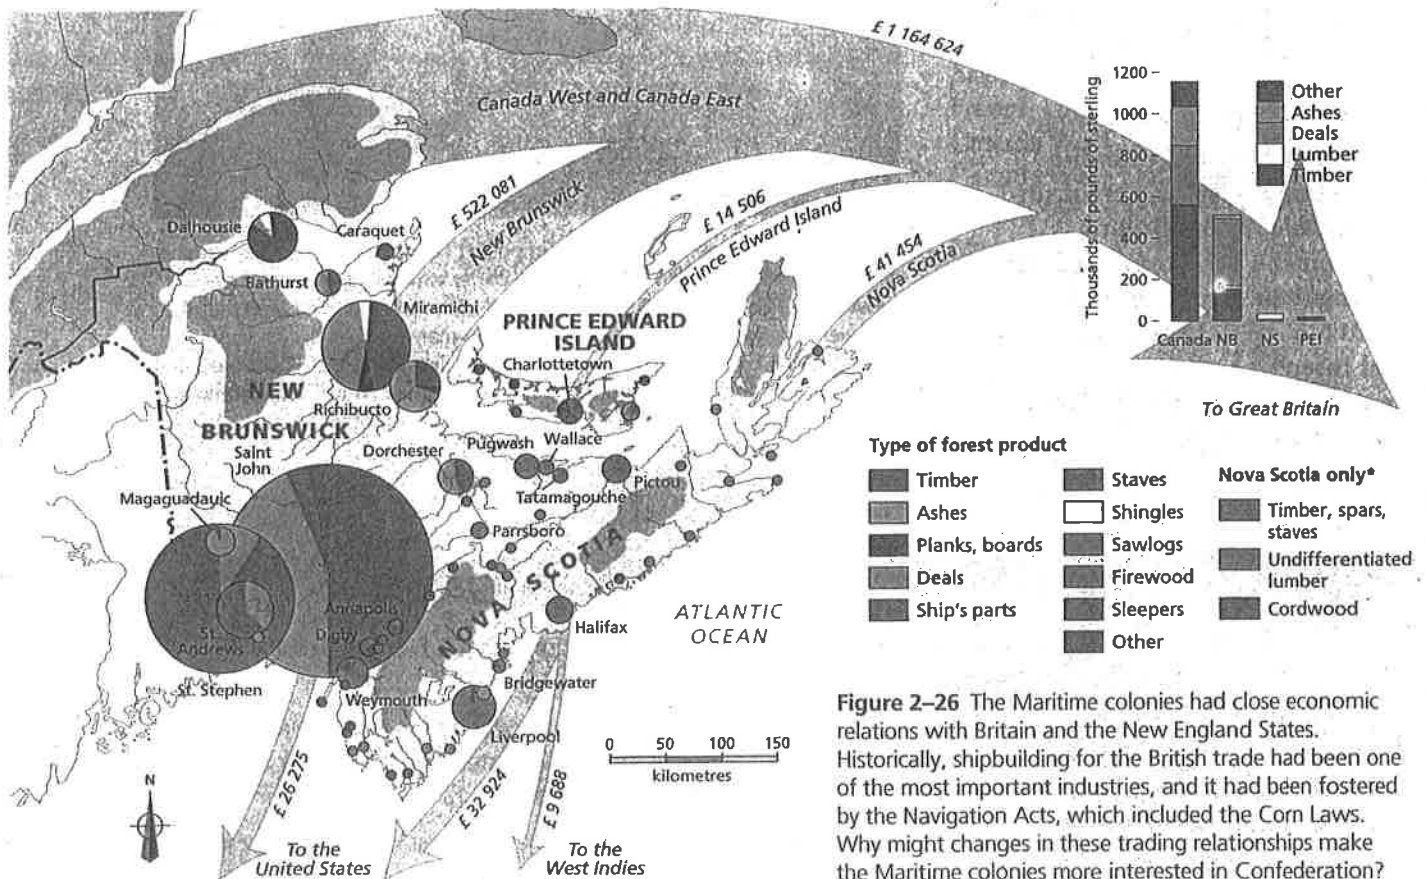 £ 1 164 624
Canada West and Canada East
£ 522 081
New Brunswick
£ 14 506
Prince Edward Island
£ 41 454
Nova Scotia
Dalhousie
Caraquet
Bathurst
Miramichi
PRINCE EDWARD
ISLAND
Charlottetown
NEW
BRUNSWICK
Richibucto
Saint
John
Dorchester
Pugwash
Wallace
Magaguadavic
Tatamagouche
Pictou
Parrsboro
NOVA SCOTIA
Annapolis
Digby
Halifax
ATLANTIC
OCEAN
St.
Andrews
St. Stephen
Weymouth
Bridgewater
Liverpool
£ 26 275
£ 32 924
£ 9 688
To the
United States
To the
West Indies
N
0 50 100 150
kilometres
Thousands of pounds of sterling
1200
1000
800
600
400
200
0
Canada NB NS PEI
Other
Ashes
Deals
Lumber
Timber
To Great Britain
Type of forest product
Timber
Ashes
Planks, boards
Deals
Ship's parts
Staves
Shingles
Sawlogs
Firewood
Sleepers
Other
Nova Scotia only*
Timber, spars,
staves
Undifferentiated
lumber
Cordwood
Figure 2–26 The Maritime colonies had close economic
relations with Britain and the New England States.
Historically, shipbuilding for the British trade had been one
of the most important industries, and it had been fostered
by the Navigation Acts, which included the Corn Laws.
Why might changes in these trading relationships make
the Maritime colonies more interested in Confederation?